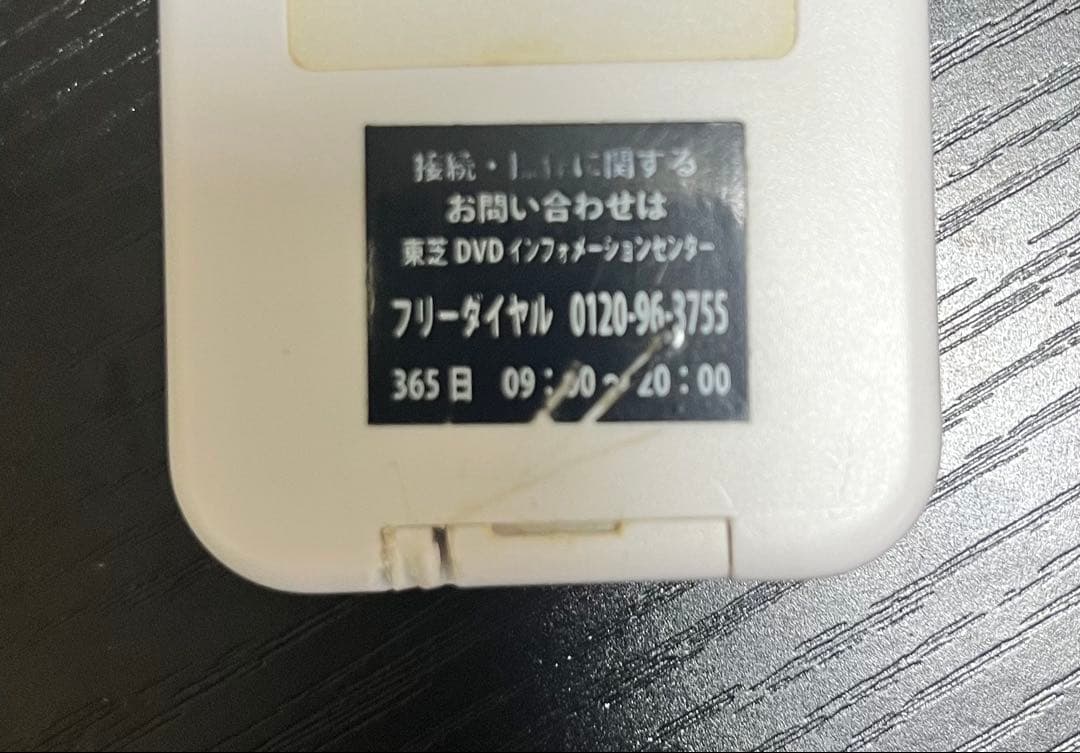 接続・に関する
お問い合わせは
東芝 DVD インフォメーションセンター
フリーダイヤル 0120-96-3755
365日 ～ 20：00